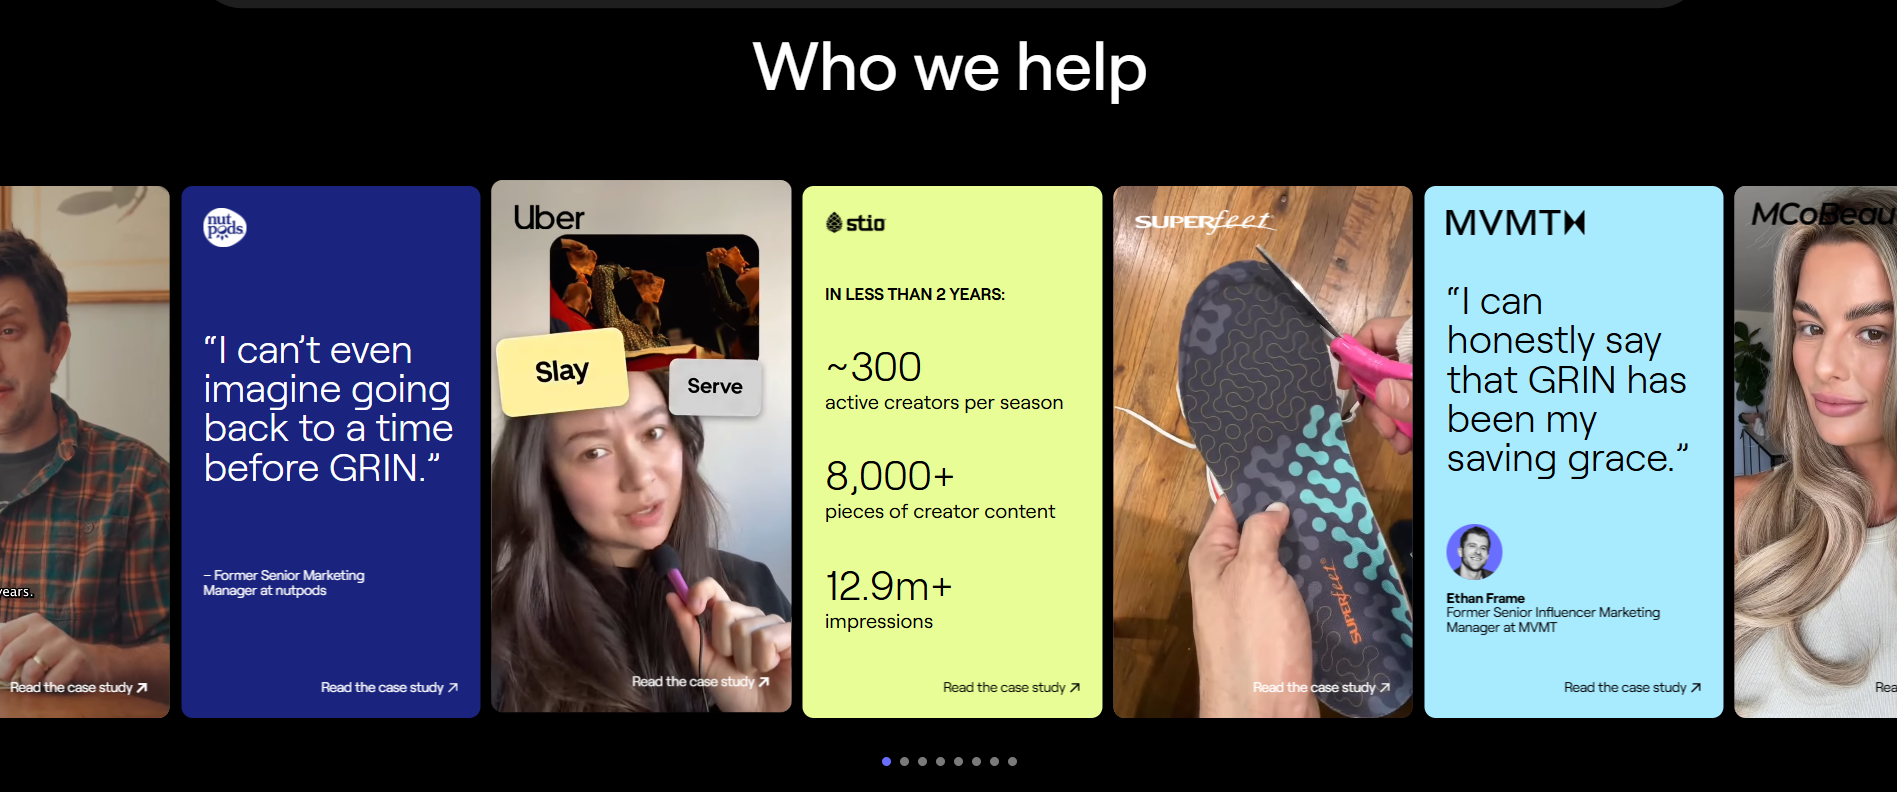 Who we help
years.
Read the case study ↗
nut
pods
“I can’t even
imagine going
back to a time
before GRIN.”
– Former Senior Marketing
Manager at nutpods
Read the case study ↗
Uber
Slay
Serve
Read the case study ↗
stio
IN LESS THAN 2 YEARS:
~300
active creators per season
8,000+
pieces of creator content
12.9m+
impressions
Read the case study ↗
SUPERfeet
SUPERfeet
Read the case study ↗
MVMT
“I can
honestly say
that GRIN has
been my
saving grace.”
Ethan Frame
Former Senior Influencer Marketing
Manager at MVMT
Read the case study ↗
MCoBeau
Rea